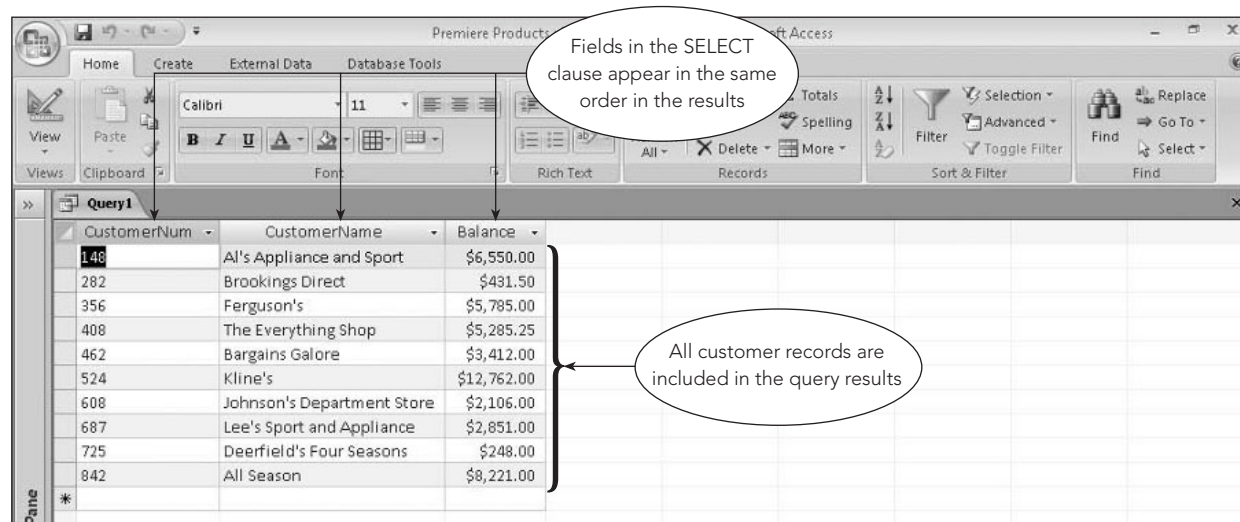 Premiere Products
oft Access
Fields in the SELECT
clause appear in the same
order in the results
Home Create External Data Database Tools
Calibri 11
Totals
Selection
Replace
Spelling
Advanced
Go To
View
Paste
B I U A
All
Delete
More
Filter
Toggle Filter
Find
Select
Views Clipboard Font Rich Text Records Sort & Filter Find
Query1
CustomerNum CustomerName Balance
148 Al's Appliance and Sport $6,550.00
282 Brookings Direct $431.50
356 Ferguson's $5,785.00
408 The Everything Shop $5,285.25
462 Bargains Galore $3,412.00
524 Kline's $12,762.00
608 Johnson's Department Store $2,106.00
687 Lee's Sport and Appliance $2,851.00
725 Deerfield's Four Seasons $248.00
842 All Season $8,221.00
All customer records are
included in the query results
Pane